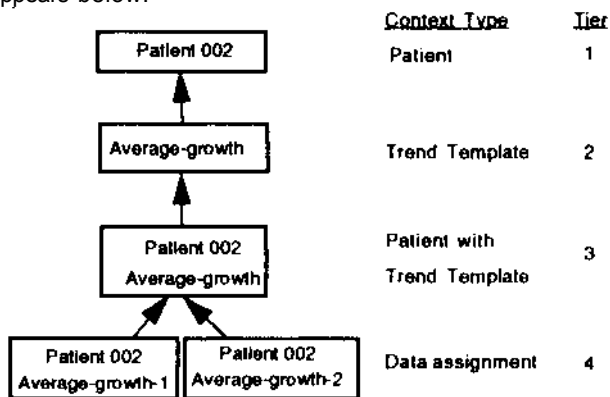 ppears below:
Context Type Tier
Patient 002 Patient 1
Average-growth Trend Template 2
Patient 002 Patient with
Average-growth Trend Template 3
Patient 002 Patient 002 Data assignment 4
Average-growth-1 Average-growth-2